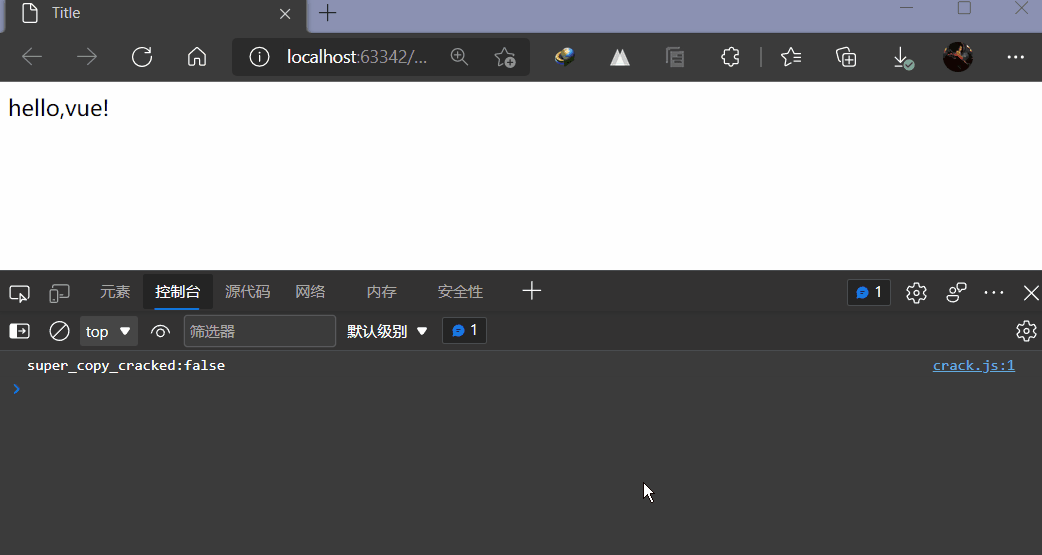 Title
localhost:63342/...
hello,vue!
元素 控制台 源代码 网络 内存 安全性 1
top 筛选器 默认级别 1
super_copy_cracked:false crack.js:1